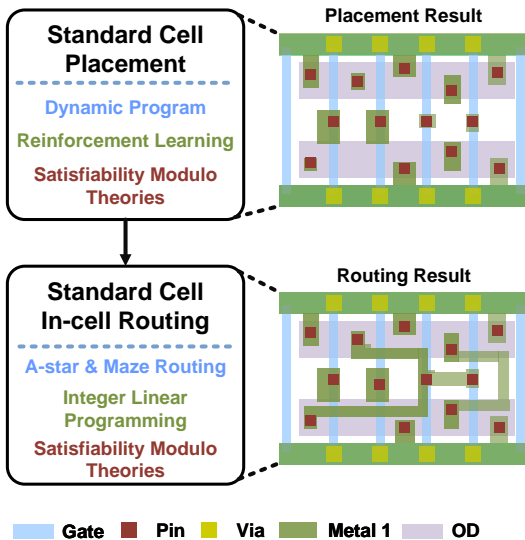 Standard Cell
Placement
Dynamic Program
Reinforcement Learning
Satisfiability Modulo
Theories
Placement Result
Standard Cell
In-cell Routing
A-star & Maze Routing
Integer Linear
Programming
Satisfiability Modulo
Theories
Routing Result
Gate Pin Via Metal 1 OD